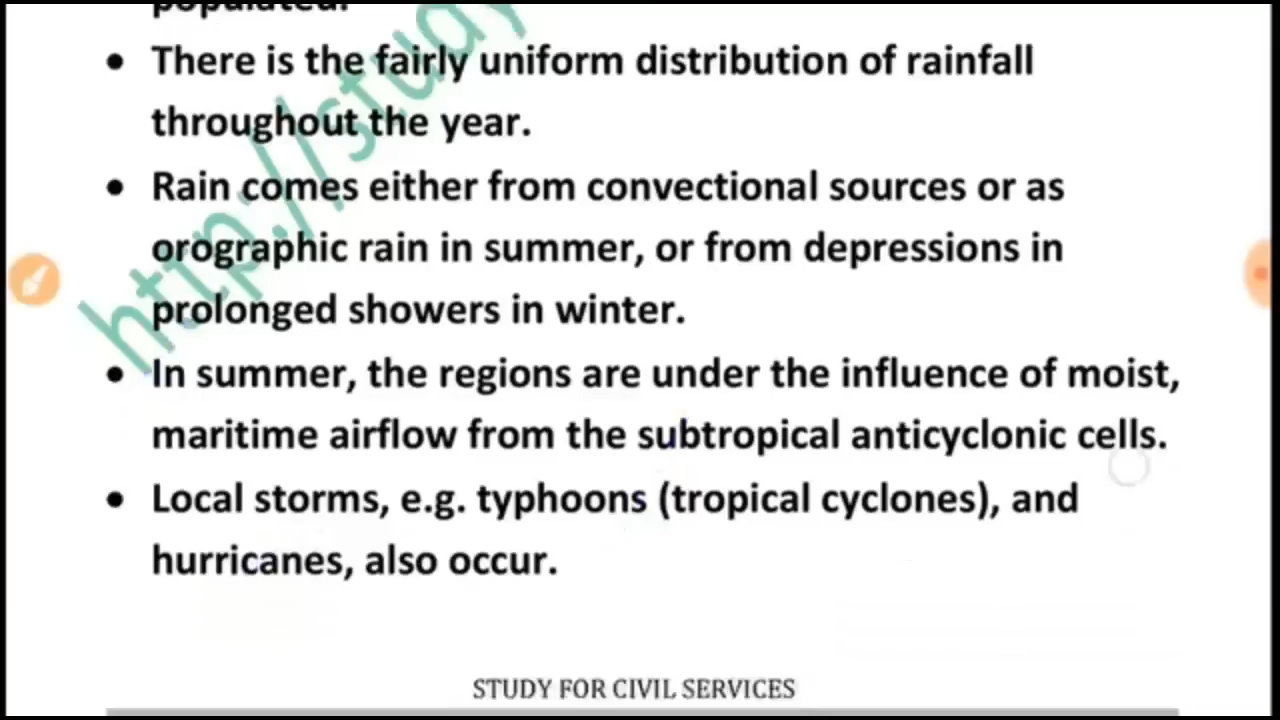 populated.
• There is the fairly uniform distribution of rainfall
throughout the year.
• Rain comes either from convectional sources or as
orographic rain in summer, or from depressions in
prolonged showers in winter.
• In summer, the regions are under the influence of moist,
maritime airflow from the subtropical anticyclonic cells.
• Local storms, e.g. typhoons (tropical cyclones), and
hurricanes, also occur.
http://study
STUDY FOR CIVIL SERVICES